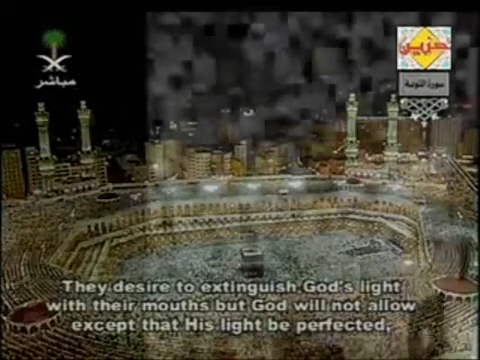 مباشر
سورة التوبة
They desire to extinguish God's light
with their mouths but God will not allow
except that His light be perfected,